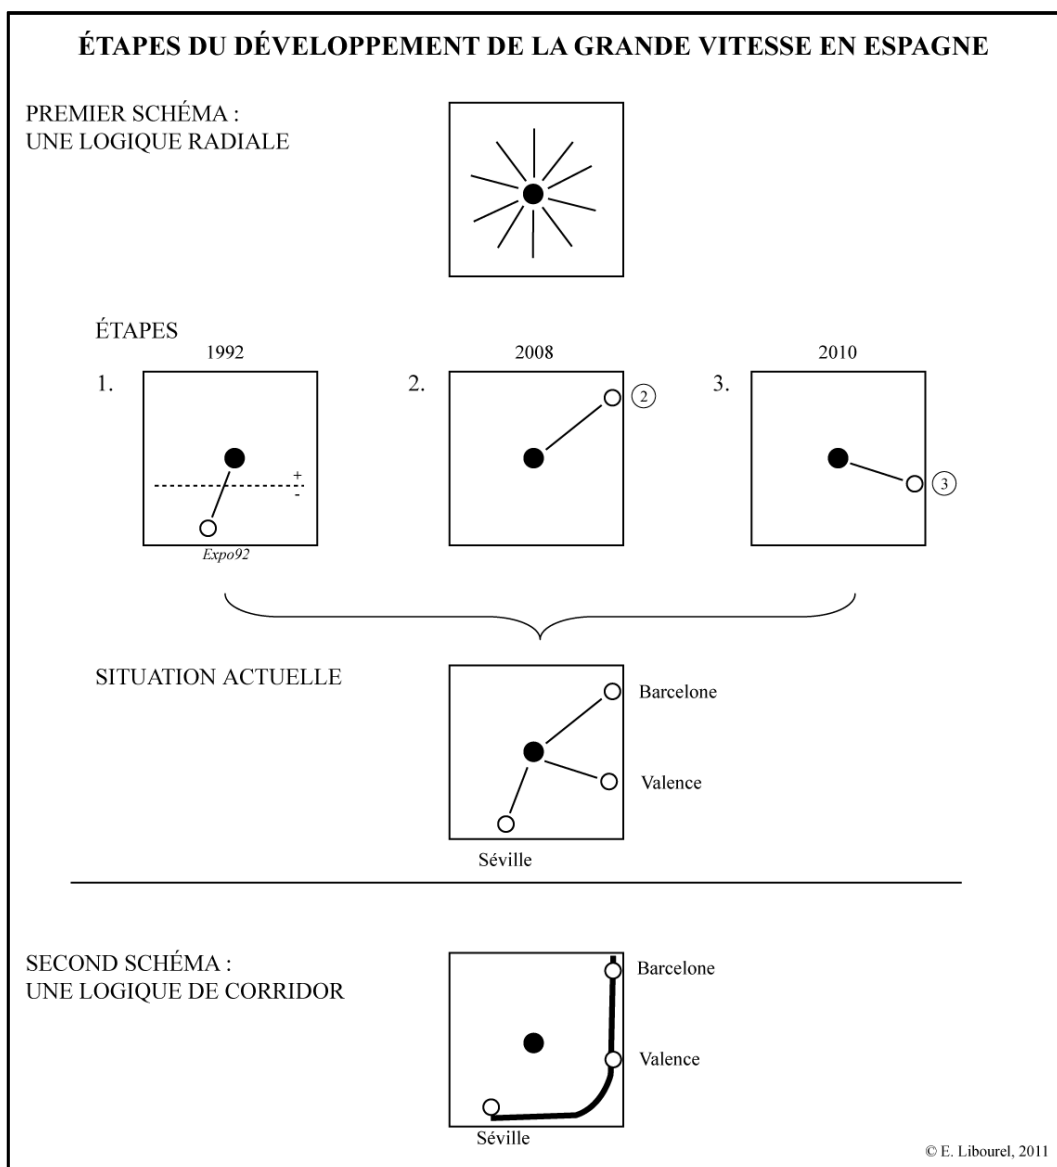 ÉTAPES DU DÉVELOPPEMENT DE LA GRANDE VITESSE EN ESPAGNE
PREMIER SCHÉMA :
UNE LOGIQUE RADIALE
ÉTAPES
1992
2008
2010
1.
2.
3.
2
3
+
-
Expo92
SITUATION ACTUELLE
Barcelone
Valence
Séville
SECOND SCHÉMA :
UNE LOGIQUE DE CORRIDOR
Barcelone
Valence
Séville
© E. Libourel, 2011